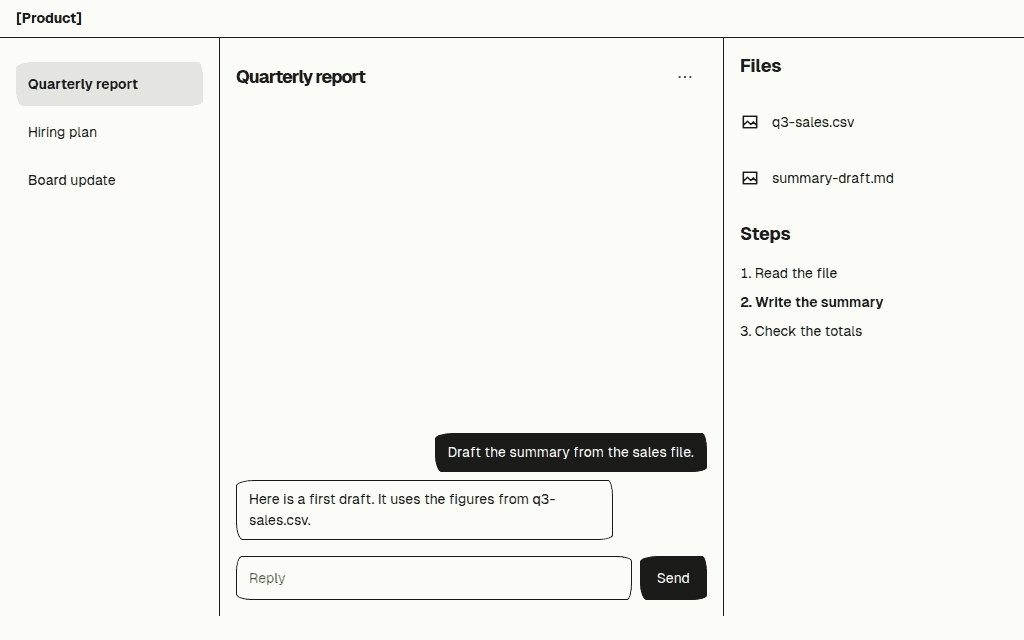 [Product]
Quarterly report
Hiring plan
Board update
Quarterly report
...
Draft the summary from the sales file.
Here is a first draft. It uses the figures from q3-
sales.csv.
Reply
Send
Files
q3-sales.csv
summary-draft.md
Steps
1. Read the file
2. Write the summary
3. Check the totals